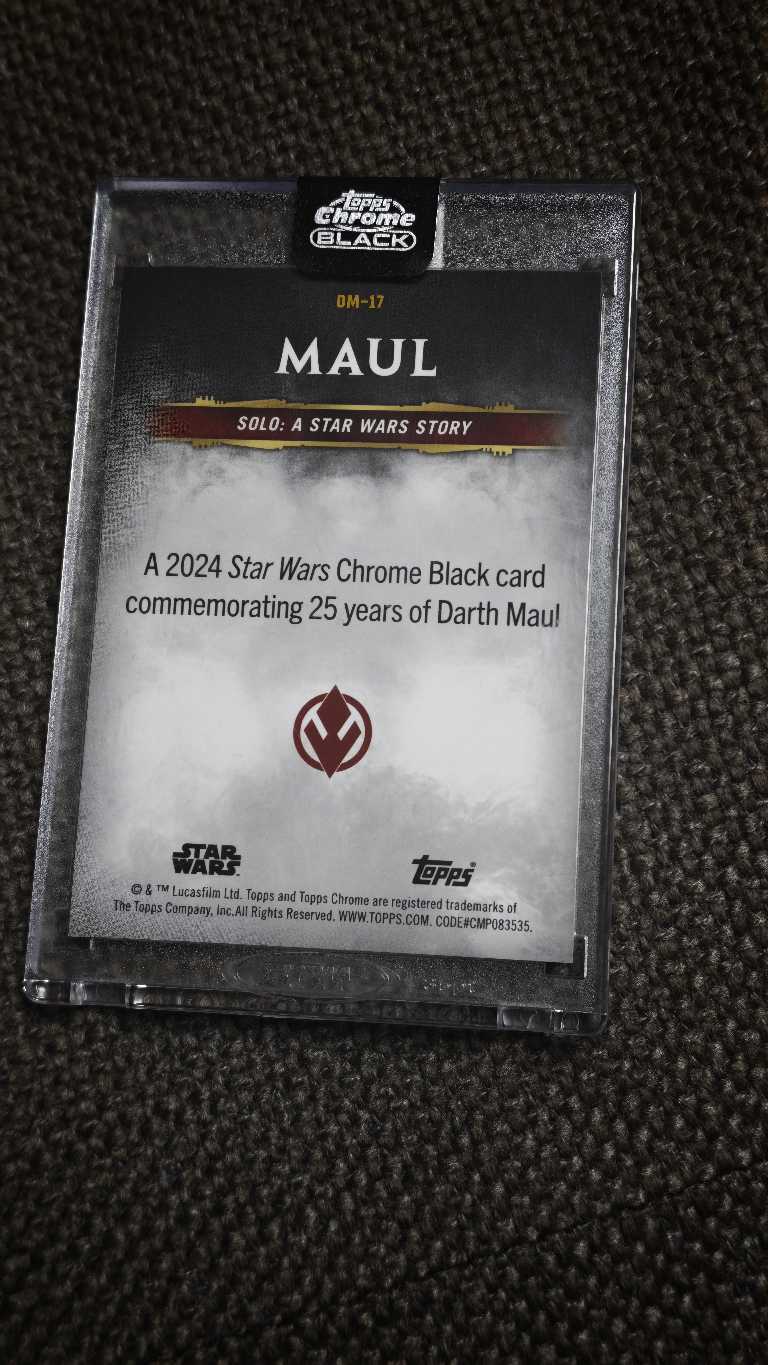 Topps
Chrome
BLACK
DM-17
MAUL
SOLO: A STAR WARS STORY
A 2024 Star Wars Chrome Black card
commemorating 25 years of Darth Maul
STAR
WARS
Topps®
© & ™ Lucasfilm Ltd. Topps and Topps Chrome are registered trademarks of
The Topps Company, Inc.All Rights Reserved. WWW.TOPPS.COM. CODE#CMP083535.